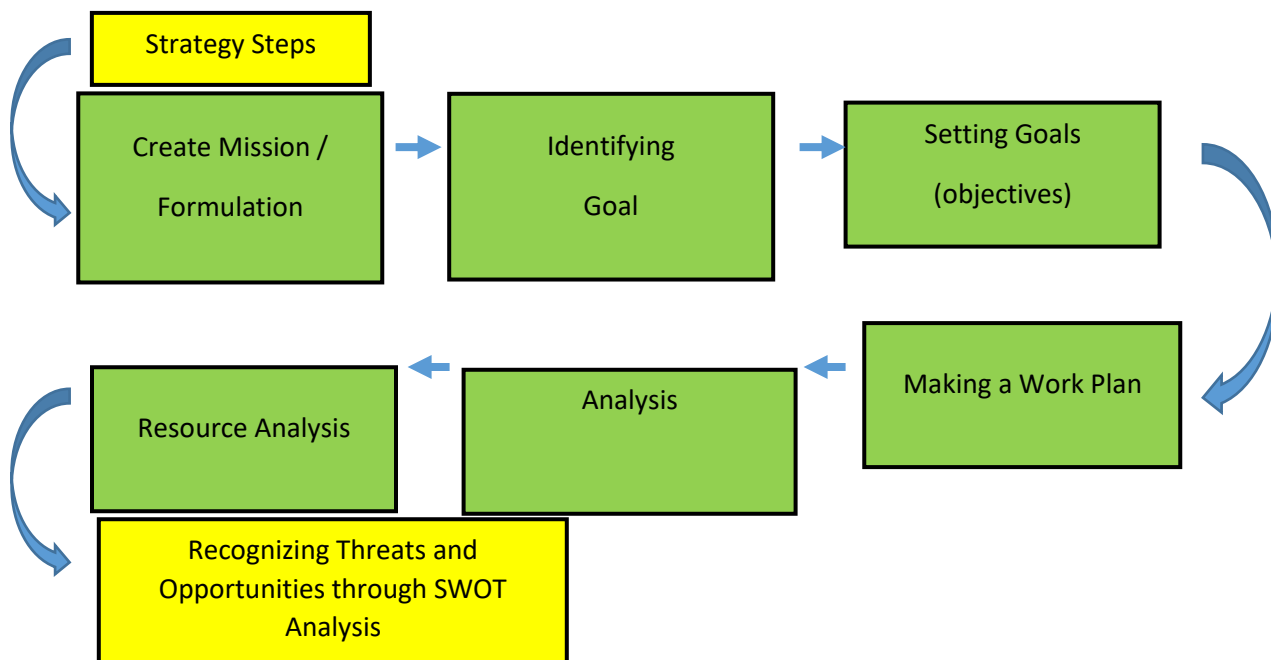 Strategy Steps
Create Mission /
Formulation
Identifying
Goal
Setting Goals
(objectives)
Making a Work Plan
Analysis
Resource Analysis
Recognizing Threats and
Opportunities through SWOT
Analysis